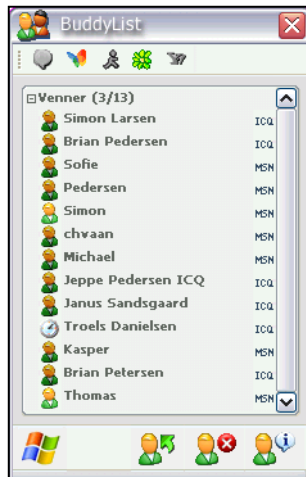 BuddyList
Venner (3/13)
Simon Larsen ICQ
Brian Pedersen ICQ
Sofie MSN
Pedersen MSN
Simon MSN
chvaan MSN
Michael MSN
Jeppe Pedersen ICQ ICQ
Janus Sandsgaard ICQ
Troels Danielsen ICQ
Kasper MSN
Brian Petersen ICQ
Thomas MSN